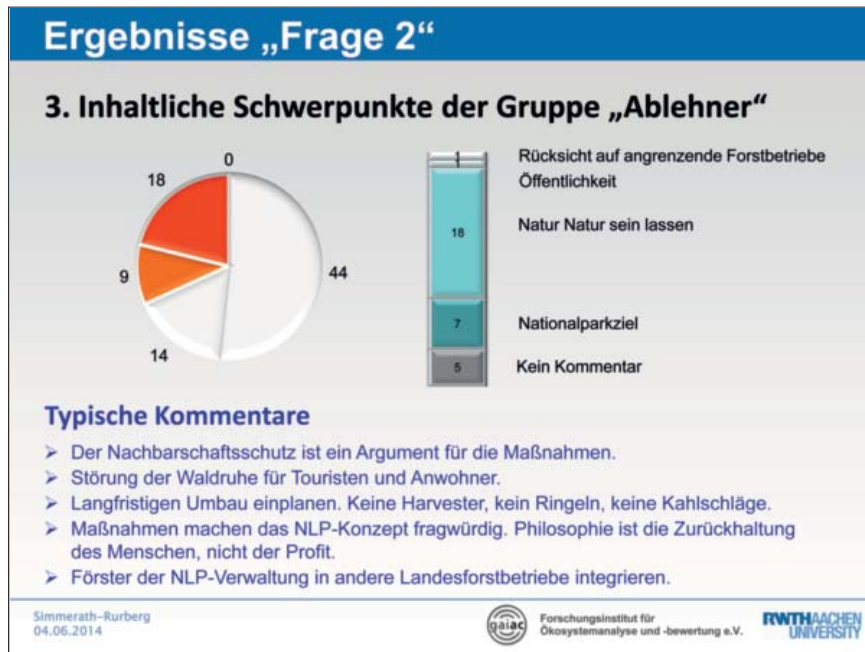 Ergebnisse „Frage 2“
3. Inhaltliche Schwerpunkte der Gruppe „Ablehner“
0
18
9
44
14
1
1
18
7
5
Rücksicht auf angrenzende Forstbetriebe
Öffentlichkeit
Natur Natur sein lassen
Nationalparkziel
Kein Kommentar
Typische Kommentare
➢ Der Nachbarschaftsschutz ist ein Argument für die Maßnahmen.
➢ Störung der Waldruhe für Touristen und Anwohner.
➢ Langfristigen Umbau einplanen. Keine Harvester, kein Ringeln, keine Kahlschläge.
➢ Maßnahmen machen das NLP-Konzept fragwürdig. Philosophie ist die Zurückhaltung
des Menschen, nicht der Profit.
➢ Förster der NLP-Verwaltung in andere Landesforstbetriebe integrieren.
Simmerath-Rurberg
04.06.2014
gaiac
Forschungsinstitut für
Ökosystemanalyse und -bewertung e.V.
RWTHAACHEN
UNIVERSITY